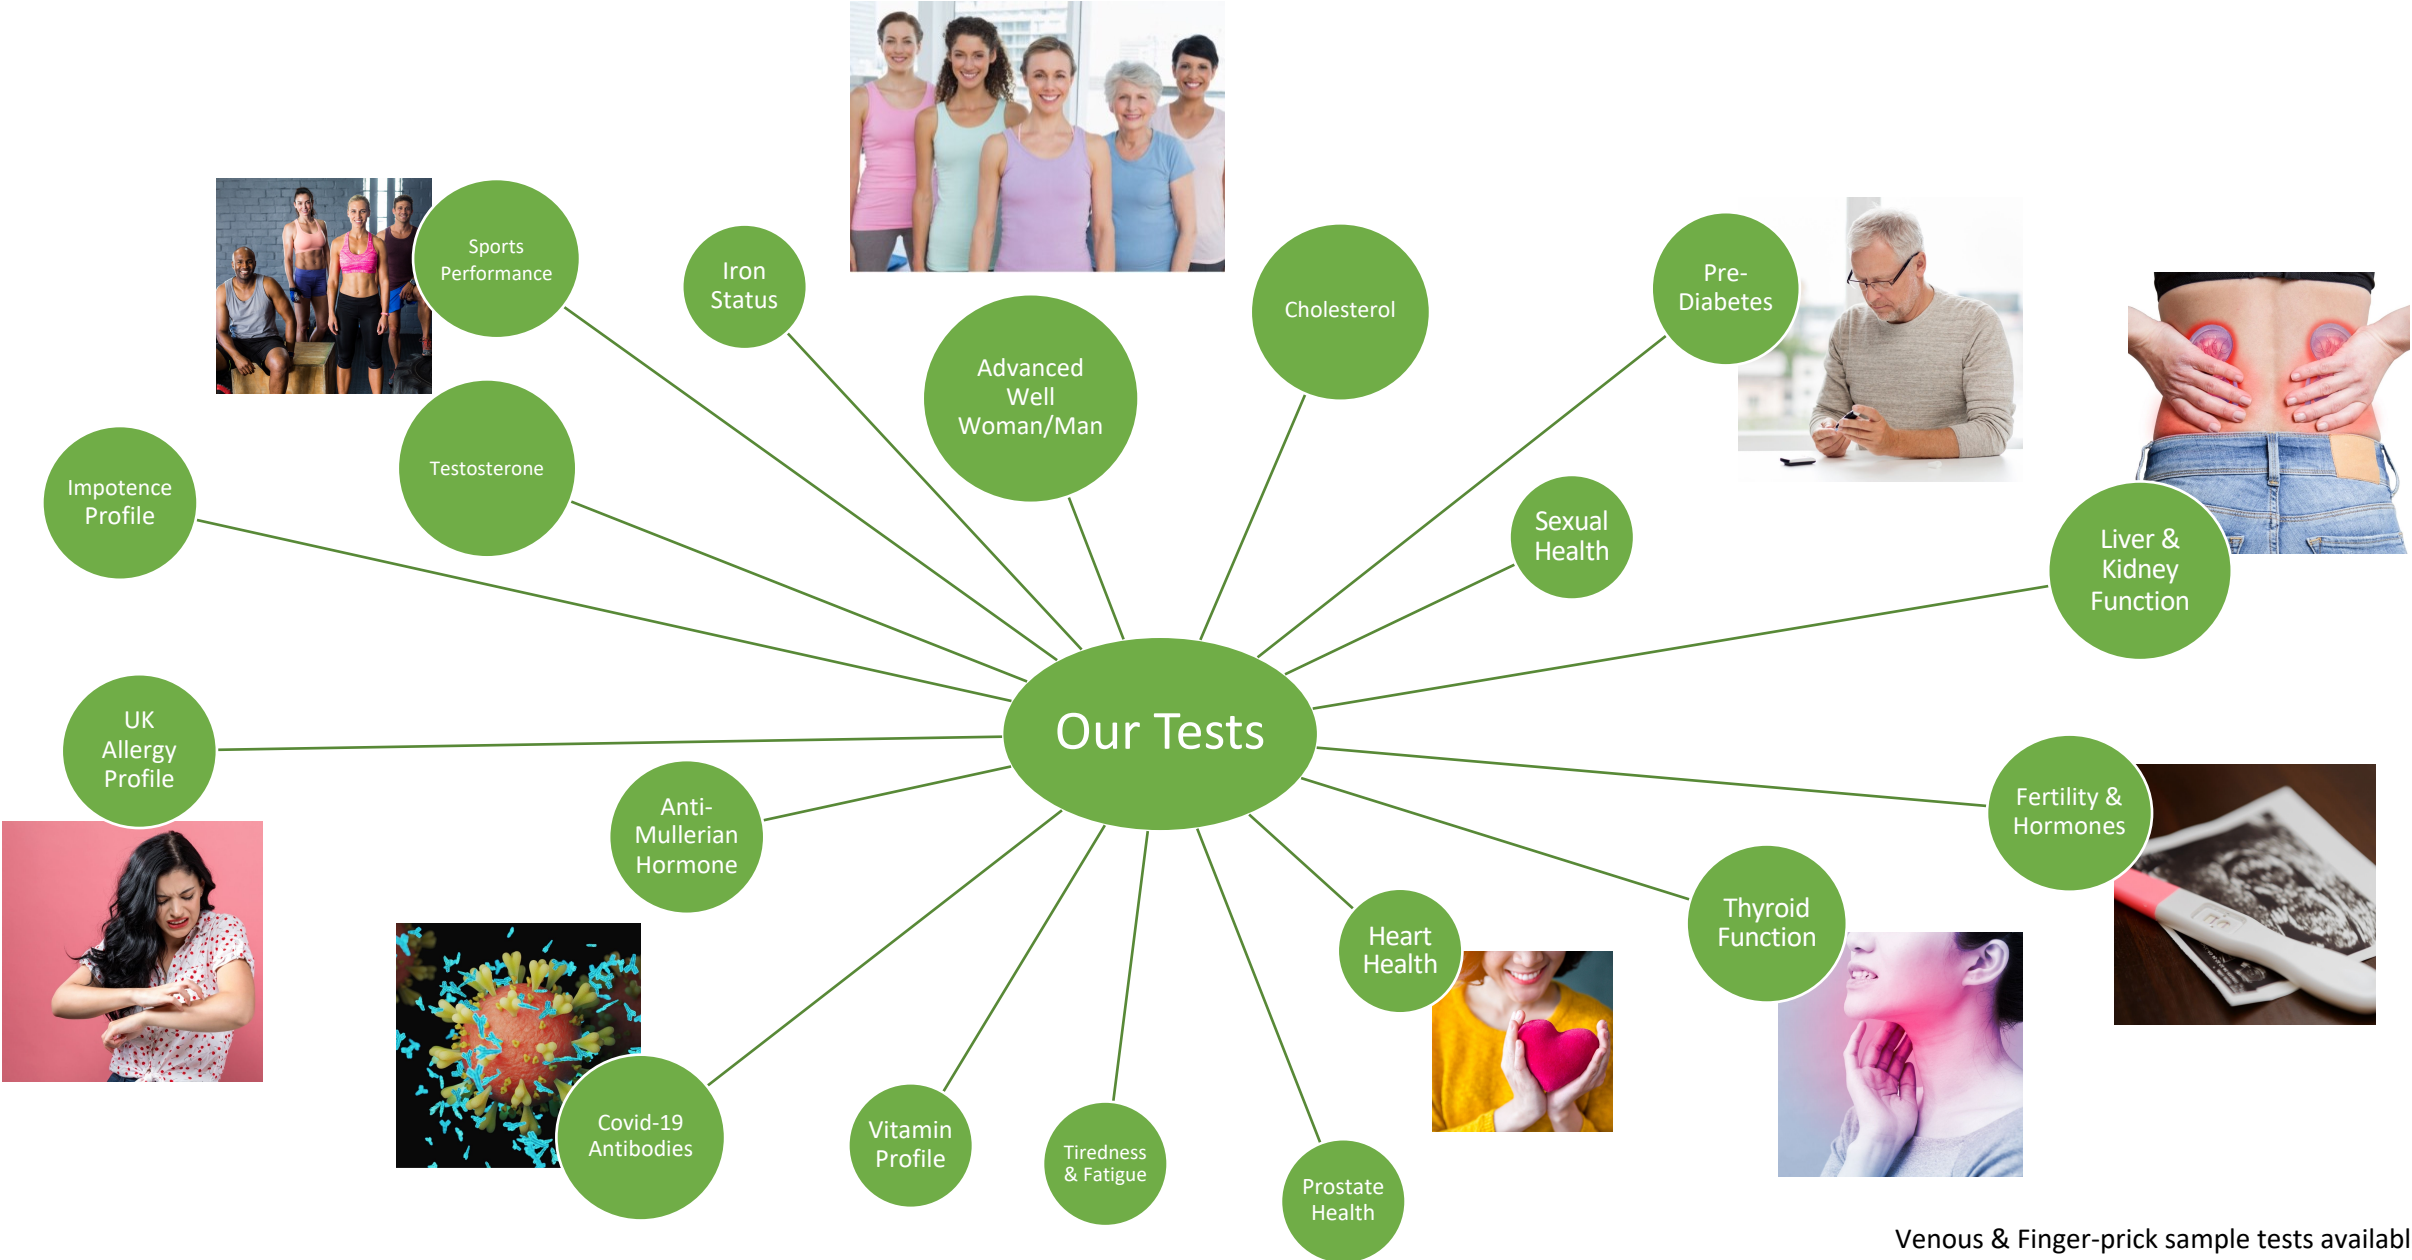 Sports
Performance
Iron
Status
Advanced
Well
Woman/Man
Cholesterol
Pre-
Diabetes
Impotence
Profile
Testosterone
Sexual
Health
Liver &
Kidney
Function
UK
Allergy
Profile
Our Tests
Anti-
Mullerian
Hormone
Fertility &
Hormones
Thyroid
Function
Heart
Health
Covid-19
Antibodies
Vitamin
Profile
Tiredness
& Fatigue
Prostate
Health
Venous & Finger-prick sample tests availabl